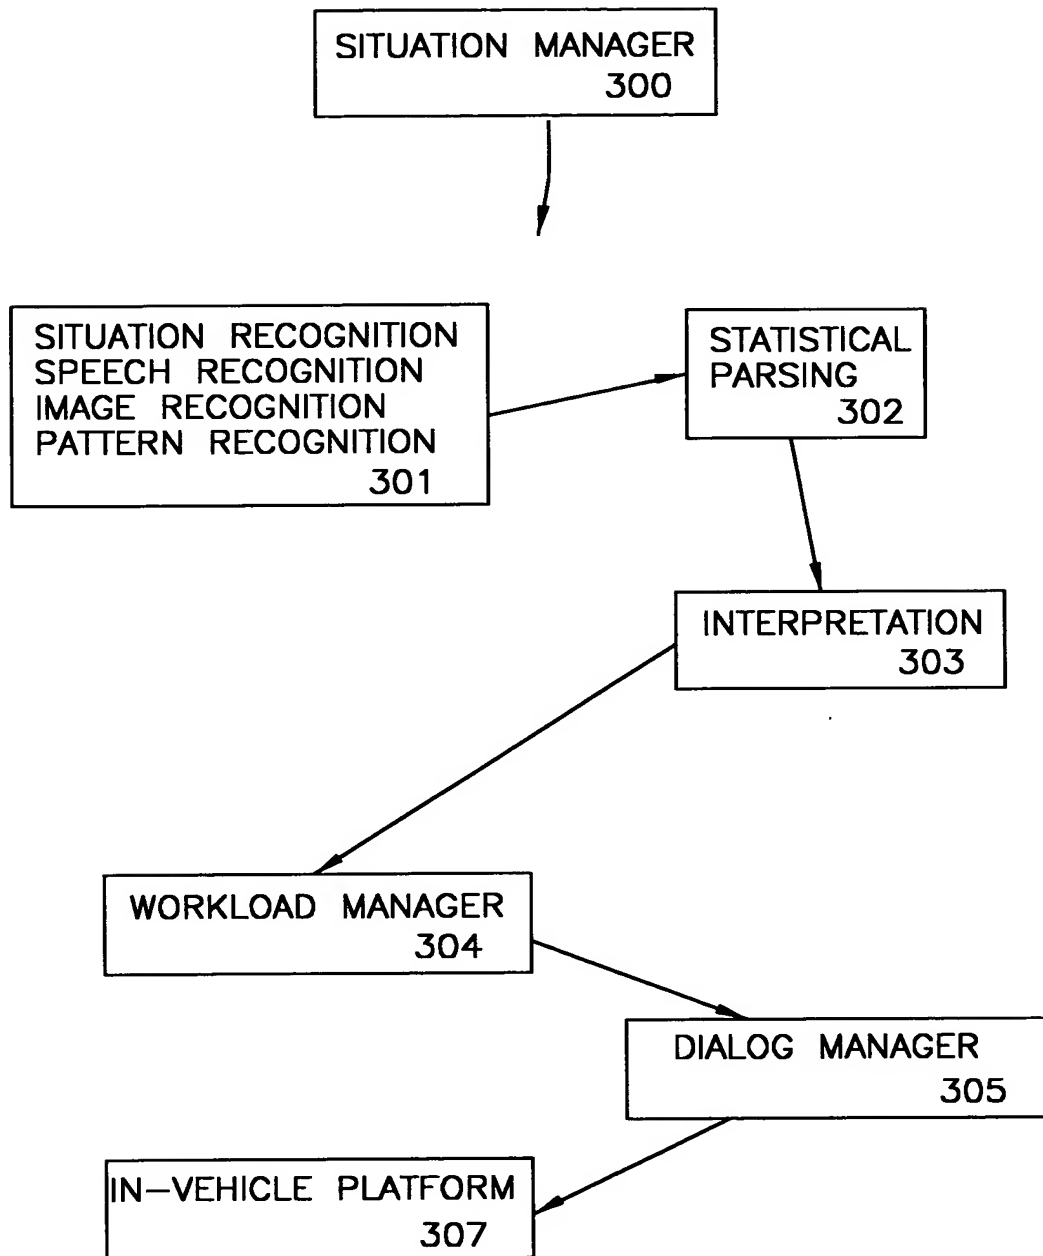 SITUATION MANAGER
300
SITUATION RECOGNITION
SPEECH RECOGNITION
IMAGE RECOGNITION
PATTERN RECOGNITION
301
STATISTICAL
PARSING
302
INTERPRETATION
303
WORKLOAD MANAGER
304
DIALOG MANAGER
305
IN-VEHICLE PLATFORM
307